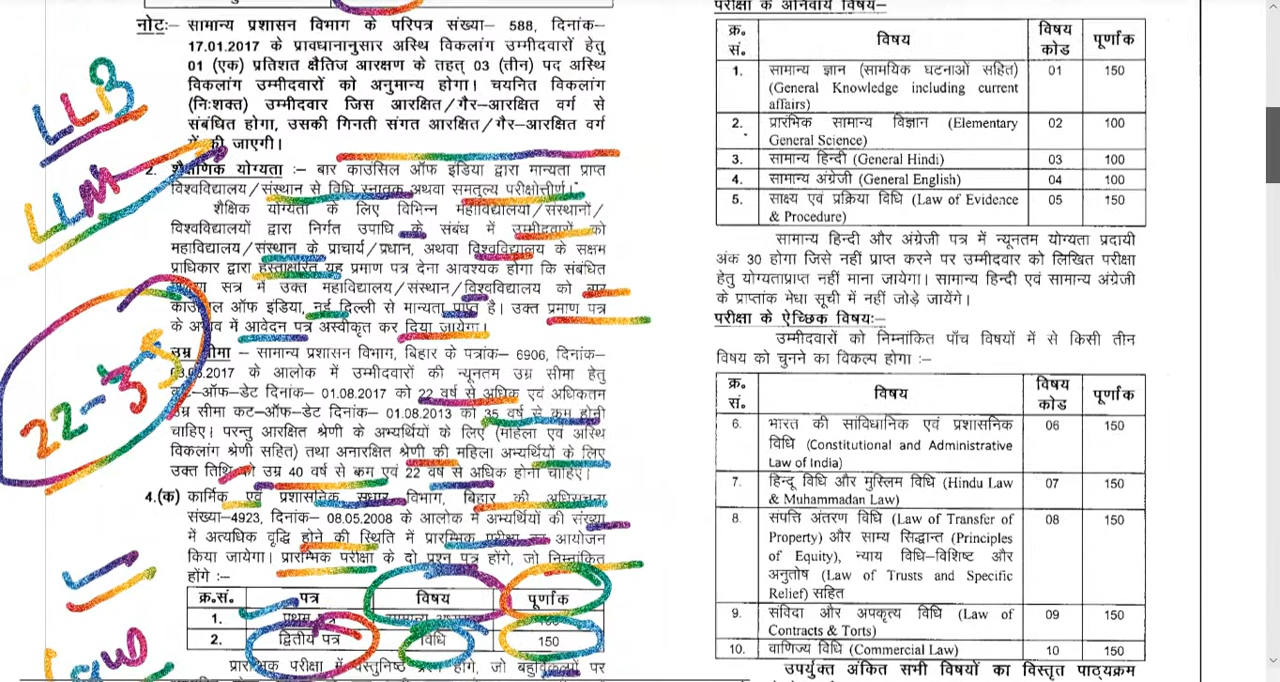 नोटः– सामान्य प्रशासन विभाग के परिपत्र संख्या– 588, दिनांक–
17.01.2017 के प्रावधानानुसार अस्थि विकलांग उम्मीदवारों हेतु
01 (एक) प्रतिशत क्षैतिज आरक्षण के तहत् 03 (तीन) पद अस्थि
विकलांग उम्मीदवारों को अनुमान्य होगा। चयनित विकलांग
(निःशक्त) उम्मीदवार जिस आरक्षित/गैर–आरक्षित वर्ग से
संबंधित होगा, उसकी गिनती संगत आरक्षित/गैर–आरक्षित वर्ग
की जाएगी।
LLB
2. शैक्षणिक योग्यता :– बार काउंसिल ऑफ इंडिया द्वारा मान्यता प्राप्त
विश्वविद्यालय/संस्थान से विधि स्नातक अथवा समतुल्य परीक्षोत्तीर्ण।
शैक्षिक योग्यता के लिए विभिन्न महाविद्यालयों/संस्थानों/
विश्वविद्यालयों द्वारा निर्गत उपाधि के संबंध में उम्मीदवारों को
महाविद्यालय/संस्थान के प्राचार्य/प्रधान, अथवा विश्वविद्यालय के सक्षम
प्राधिकार द्वारा हस्ताक्षरित यह प्रमाण पत्र देना आवश्यक होगा कि संबंधित
सत्र में उक्त महाविद्यालय/संस्थान/विश्वविद्यालय को बार
ऑफ इंडिया, नई दिल्ली से मान्यता प्राप्त है। उक्त प्रमाण पत्र
के में आवेदन पत्र अस्वीकृत कर दिया जायेगा।
22-35
उम्र सीमा – सामान्य प्रशासन विभाग, बिहार के पत्रांक– 6906, दिनांक–
2017 के आलोक में उम्मीदवारों की न्यूनतम उम्र सीमा हेतु
कट–ऑफ–डेट दिनांक– 01.08.2017 को 22 वर्ष से अधिक एवं अधिकतम
उम्र सीमा कट–ऑफ–डेट दिनांक– 01.08.2013 को 35 वर्ष से कम होनी
चाहिए। परन्तु आरक्षित श्रेणी के अभ्यर्थियों के लिए (महिला एवं अस्थि
विकलांग श्रेणी सहित) तथा अनारक्षित श्रेणी की महिला अभ्यर्थियों के लिए
उक्त तिथि को उम्र 40 वर्ष से कम एवं 22 वर्ष से अधिक होनी चाहिए।
4.(क) कार्मिक एवं प्रशासनिक सुधार विभाग, बिहार की अधिसूचना
संख्या–4923, दिनांक– 08.05.2008 के आलोक में अभ्यर्थियों की संख्या
में अत्यधिक वृद्धि होने की स्थिति में प्रारम्भिक परीक्षा का आयोजन
किया जायेगा। प्रारम्भिक परीक्षा के दो प्रश्न पत्र होंगे, जो निम्नांकित
होंगे :–
क्र.सं. पत्र विषय पूर्णांक
1. प्रथम पत्र सामान्य
2. द्वितीय पत्र विधि 150
परीक्षा में वस्तुनिष्ठ प्रश्न होंगे, जो बहुविकल्पों पर
परीक्षा के अनिवार्य विषय–
क्र. सं. विषय विषय कोड पूर्णांक
1. सामान्य ज्ञान (सामयिक घटनाओं सहित) 01 150
(General Knowledge including current
affairs)
2. प्रारंभिक सामान्य विज्ञान (Elementary 02 100
General Science)
3. सामान्य हिन्दी (General Hindi) 03 100
4. सामान्य अंग्रेजी (General English) 04 100
5. साक्ष्य एवं प्रक्रिया विधि (Law of Evidence 05 150
& Procedure)
सामान्य हिन्दी और अंग्रेजी पत्र में न्यूनतम योग्यता प्रदायी
अंक 30 होगा जिसे नहीं प्राप्त करने पर उम्मीदवार को लिखित परीक्षा
हेतु योग्यताप्राप्त नहीं माना जायेगा। सामान्य हिन्दी एवं सामान्य अंग्रेजी
के प्राप्तांक मेधा सूची में नहीं जोड़े जायेंगे।
परीक्षा के ऐच्छिक विषयः–
उम्मीदवारों को निम्नांकित पाँच विषयों में से किसी तीन
विषय को चुनने का विकल्प होगा :–
क्र. सं. विषय विषय कोड पूर्णांक
6. भारत की सांविधानिक एवं प्रशासनिक 06 150
विधि (Constitutional and Administrative
Law of India)
7. हिन्दू विधि और मुस्लिम विधि (Hindu Law 07 150
& Muhammadan Law)
8. संपत्ति अंतरण विधि (Law of Transfer of 08 150
Property) और साम्य सिद्धान्त (Principles
of Equity), न्याय विधि–विशिष्ट और
अनुतोष (Law of Trusts and Specific
Relief) सहित
9. संविदा और अपकृत्य विधि (Law of 09 150
Contracts & Torts)
10. वाणिज्य विधि (Commercial Law) 10 150
उपर्युक्त अंकित सभी विषयों का विस्तृत पाठ्यक्रम